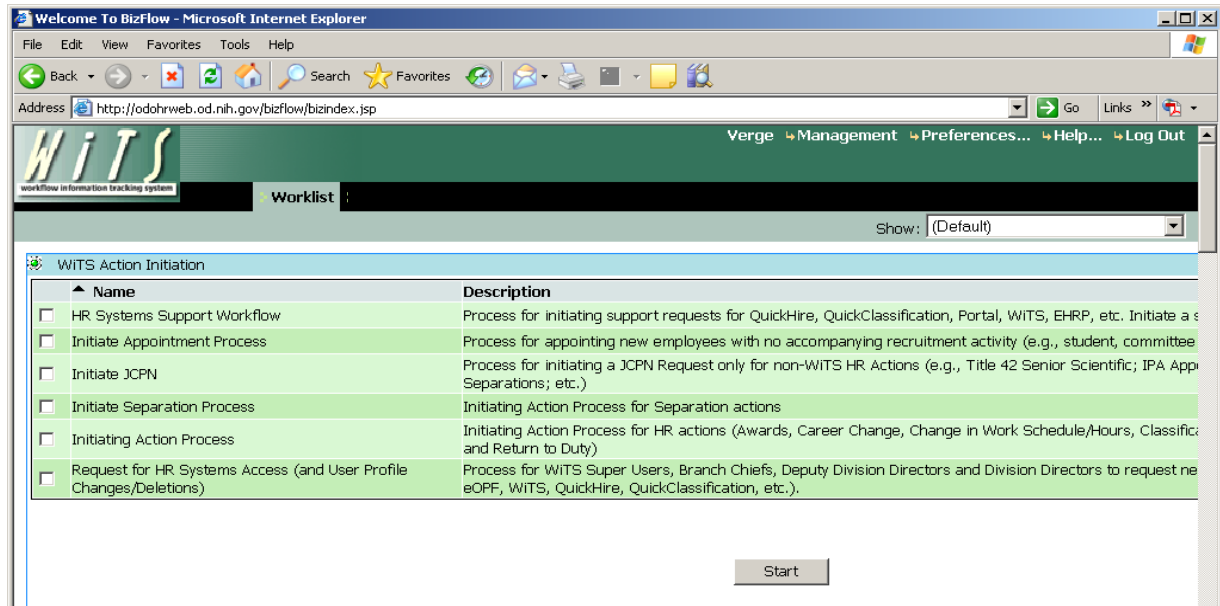 Welcome To BizFlow - Microsoft Internet Explorer
File Edit View Favorites Tools Help
Back Search Favorites
Address http://odohrweb.od.nih.gov/bizflow/bizindex.jsp Go Links »
WiTS
workflow information tracking system
Verge Management Preferences... Help... Log Out
Worklist
Show: (Default)
WiTS Action Initiation
Name Description
HR Systems Support Workflow Process for initiating support requests for QuickHire, QuickClassification, Portal, WiTS, EHRP, etc. Initiate a s
Initiate Appointment Process Process for appointing new employees with no accompanying recruitment activity (e.g., student, committee
Initiate JCPN Process for initiating a JCPN Request only for non-WiTS HR Actions (e.g., Title 42 Senior Scientific; IPA App
Separations; etc.)
Initiate Separation Process Initiating Action Process for Separation actions
Initiating Action Process Initiating Action Process for HR actions (Awards, Career Change, Change in Work Schedule/Hours, Classifica
and Return to Duty)
Request for HR Systems Access (and User Profile Process for WiTS Super Users, Branch Chiefs, Deputy Division Directors and Division Directors to request ne
Changes/Deletions) eOPF, WiTS, QuickHire, QuickClassification, etc.).
Start